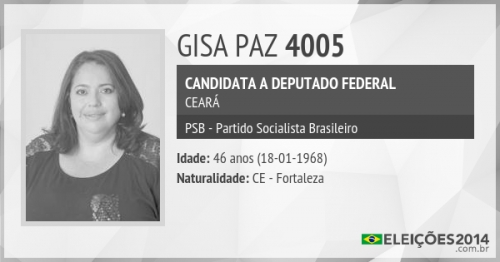 GISA PAZ 4005
CANDIDATA A DEPUTADO FEDERAL
CEARÁ
PSB - Partido Socialista Brasileiro
Idade: 46 anos (18-01-1968)
Naturalidade: CE - Fortaleza
ELEIÇÕES2014
.com.br